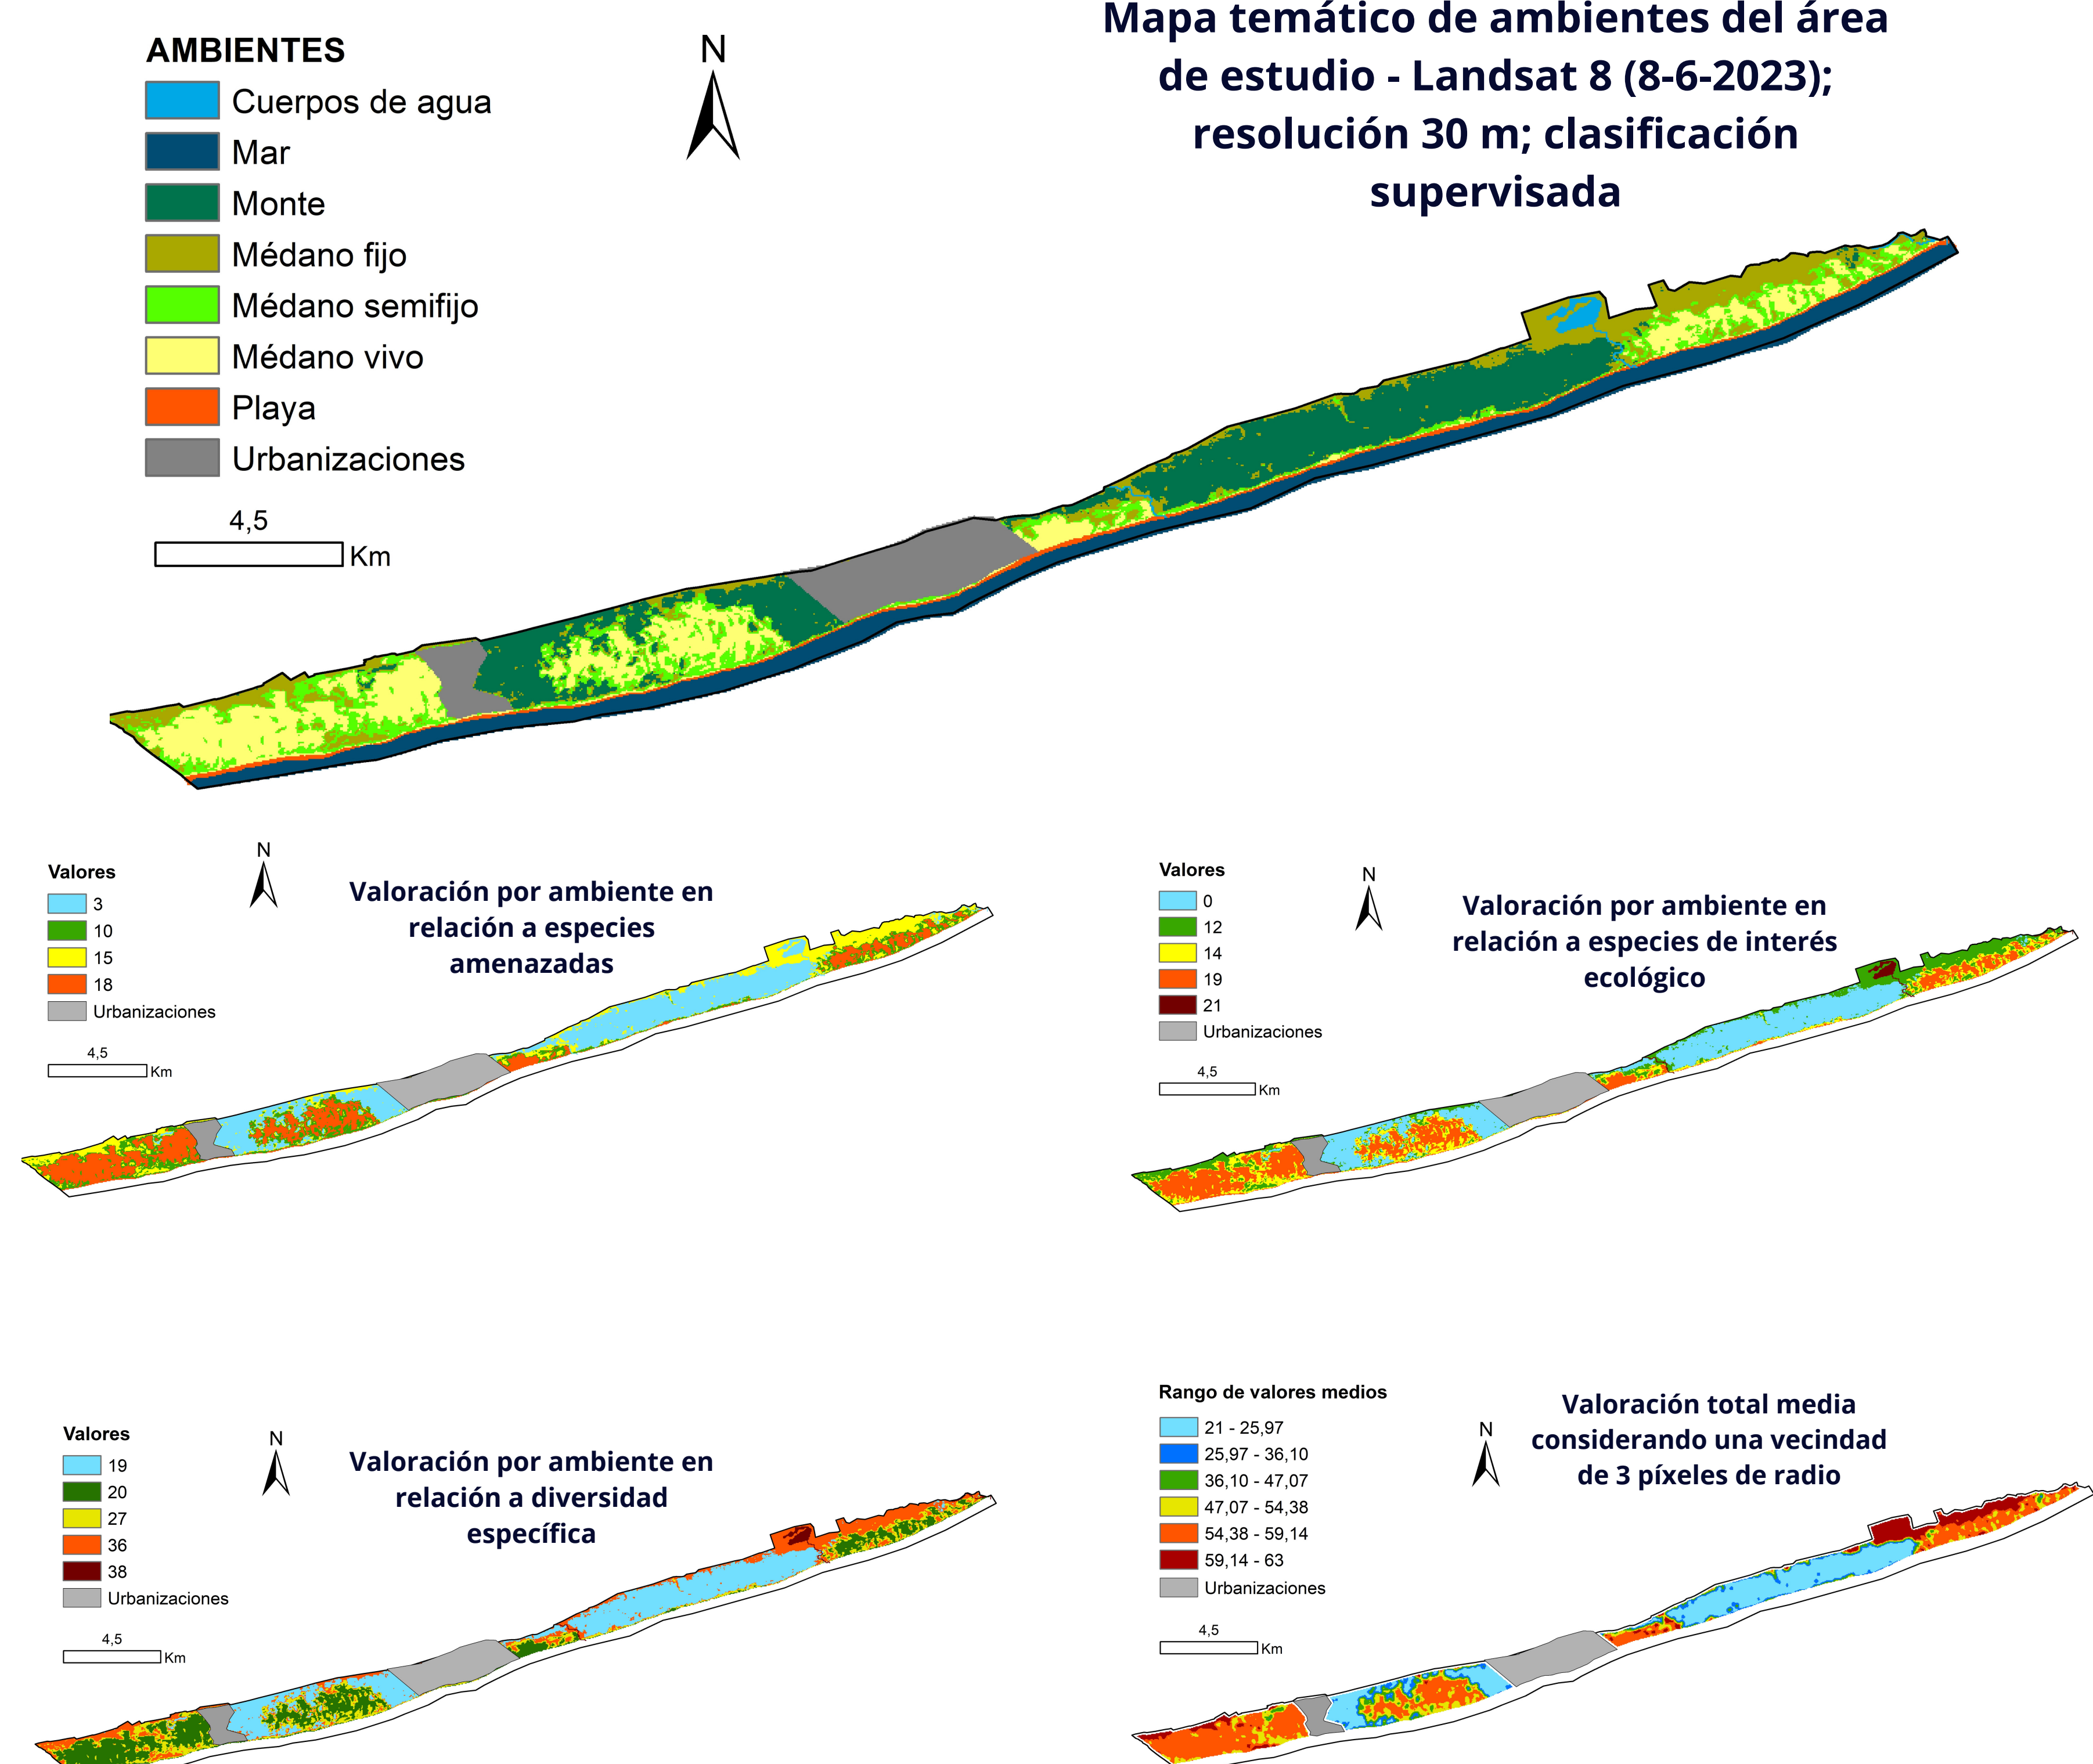 Mapa temático de ambientes del área
de estudio - Landsat 8 (8-6-2023);
resolución 30 m; clasificación
supervisada
AMBIENTES
Cuerpos de agua
Mar
Monte
Médano fijo
Médano semifijo
Médano vivo
Playa
Urbanizaciones
4,5
Km
N
Valores
3
10
15
18
Urbanizaciones
4,5
Km
N
Valoración por ambiente en
relación a especies
amenazadas
Valores
0
12
14
19
21
Urbanizaciones
4,5
Km
N
Valoración por ambiente en
relación a especies de interés
ecológico
Valores
19
20
27
36
38
Urbanizaciones
4,5
Km
N
Valoración por ambiente en
relación a diversidad
específica
Rango de valores medios
21 - 25,97
25,97 - 36,10
36,10 - 47,07
47,07 - 54,38
54,38 - 59,14
59,14 - 63
Urbanizaciones
4,5
Km
N
Valoración total media
considerando una vecindad
de 3 píxeles de radio